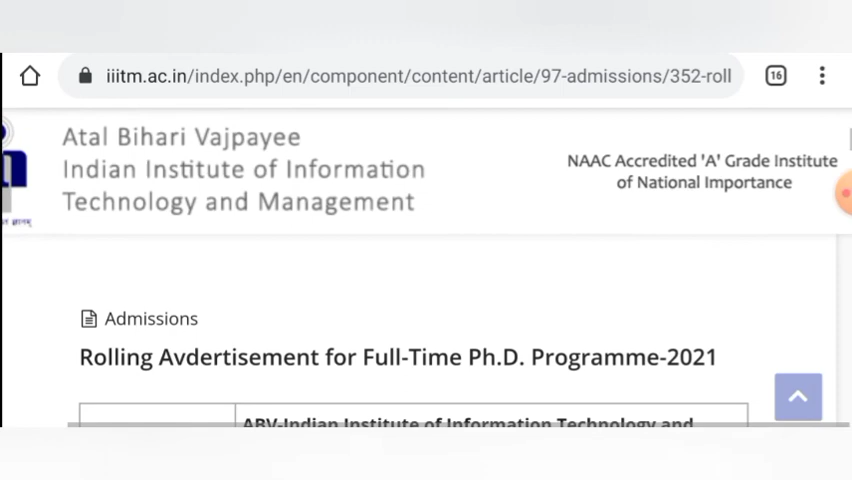 iiitm.ac.in/index.php/en/component/content/article/97-admissions/352-roll
16
Atal Bihari Vajpayee
Indian Institute of Information
Technology and Management
NAAC Accredited 'A' Grade Institute
of National Importance
Admissions
Rolling Avdertisement for Full-Time Ph.D. Programme-2021
ABV-Indian Institute of Information Technology and